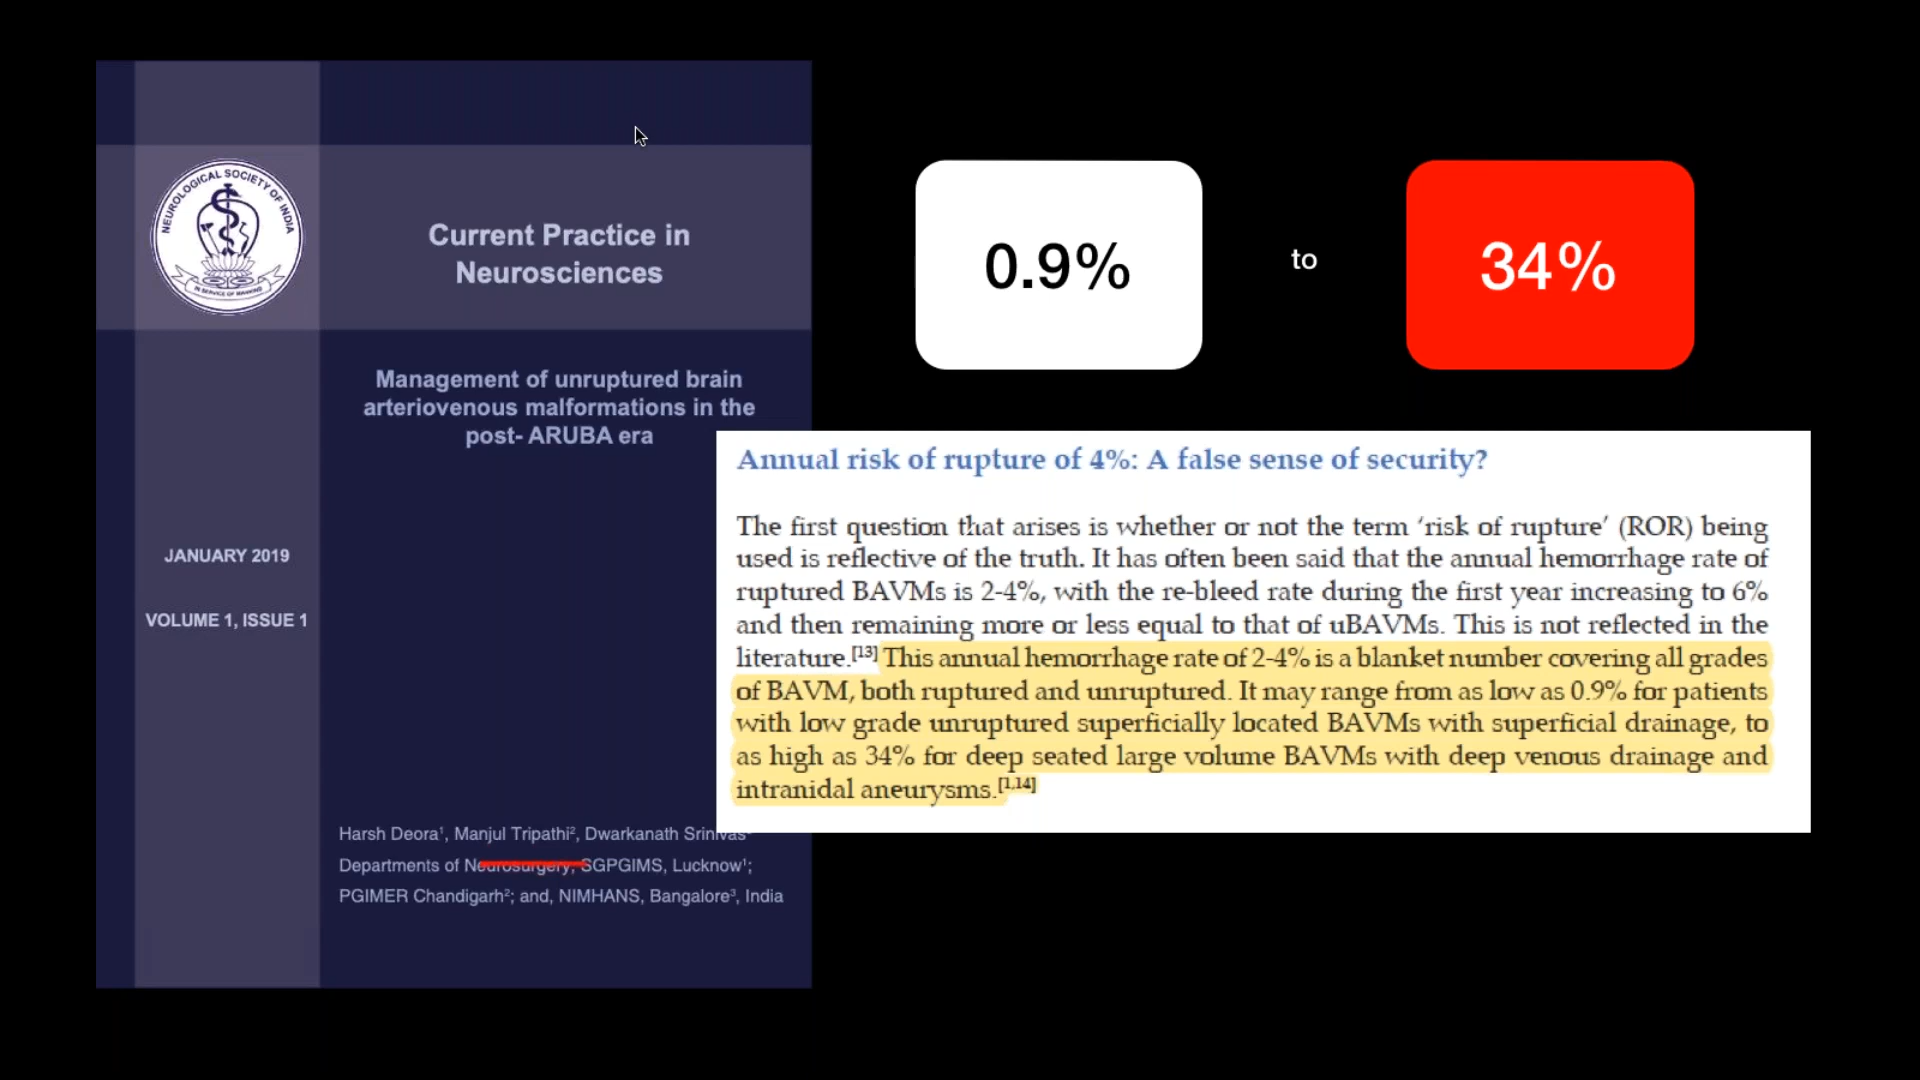 NEUROLOGICAL SOCIETY OF INDIA
IN SERVICE OF MANKIND
Current Practice in
Neurosciences
Management of unruptured brain
arteriovenous malformations in the
post- ARUBA era
JANUARY 2019
VOLUME 1, ISSUE 1
Harsh Deora¹, Manjul Tripathi², Dwarkanath Srinivas³
Departments of Neurosurgery, SGPGIMS, Lucknow¹;
PGIMER Chandigarh²; and, NIMHANS, Bangalore³, India
0.9%
to
34%
Annual risk of rupture of 4%: A false sense of security?
The first question that arises is whether or not the term ‘risk of rupture’ (ROR) being
used is reflective of the truth. It has often been said that the annual hemorrhage rate of
ruptured BAVMs is 2-4%, with the re-bleed rate during the first year increasing to 6%
and then remaining more or less equal to that of uBAVMs. This is not reflected in the
literature.[13] This annual hemorrhage rate of 2-4% is a blanket number covering all grades
of BAVM, both ruptured and unruptured. It may range from as low as 0.9% for patients
with low grade unruptured superficially located BAVMs with superficial drainage, to
as high as 34% for deep seated large volume BAVMs with deep venous drainage and
intranidal aneurysms.[1,14]